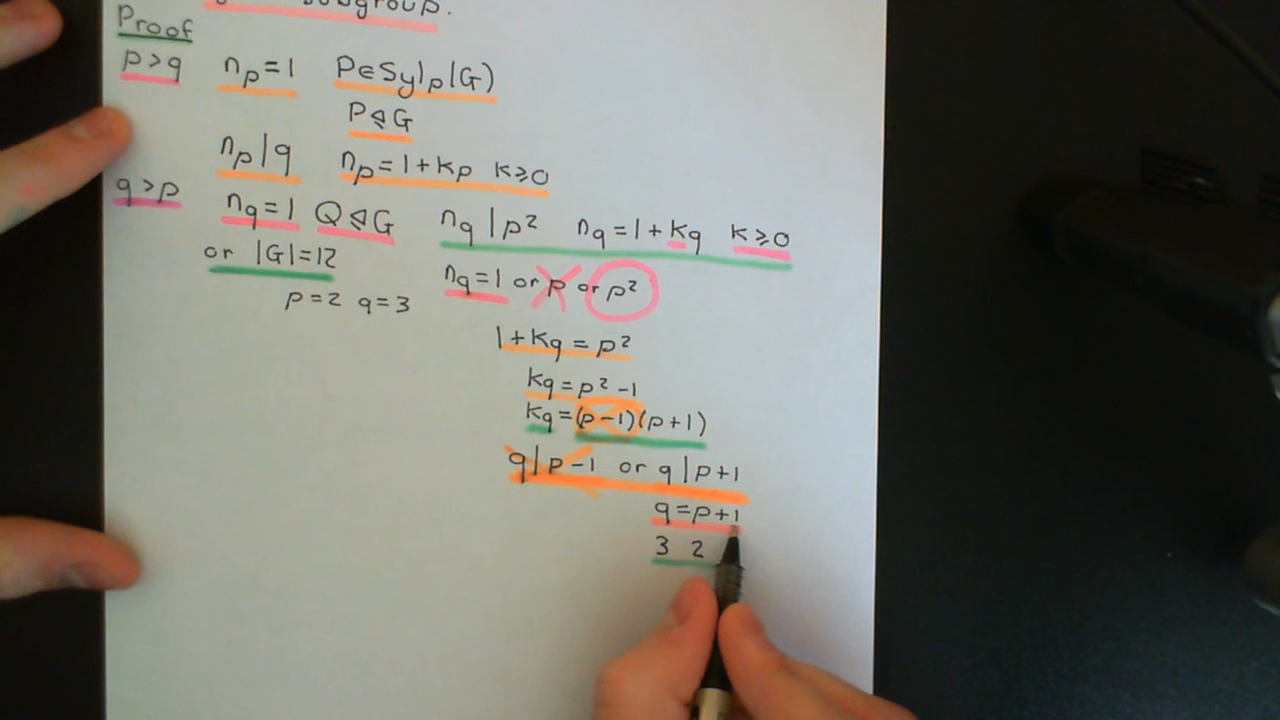 subgroup.
Proof
p>q n_p=1 P∈Syl_p(G)
P⊲G
n_p|q n_p=1+kp k≥0
q>p n_q=1 Q⊲G n_q|p² n_q=1+kq k≥0
or |G|=12 n_q=1 or p or p²
p=2 q=3
1+kq=p²
kq=p²-1
kq=(p-1)(p+1)
q|p-1 or q|p+1
q=p+1
3 2